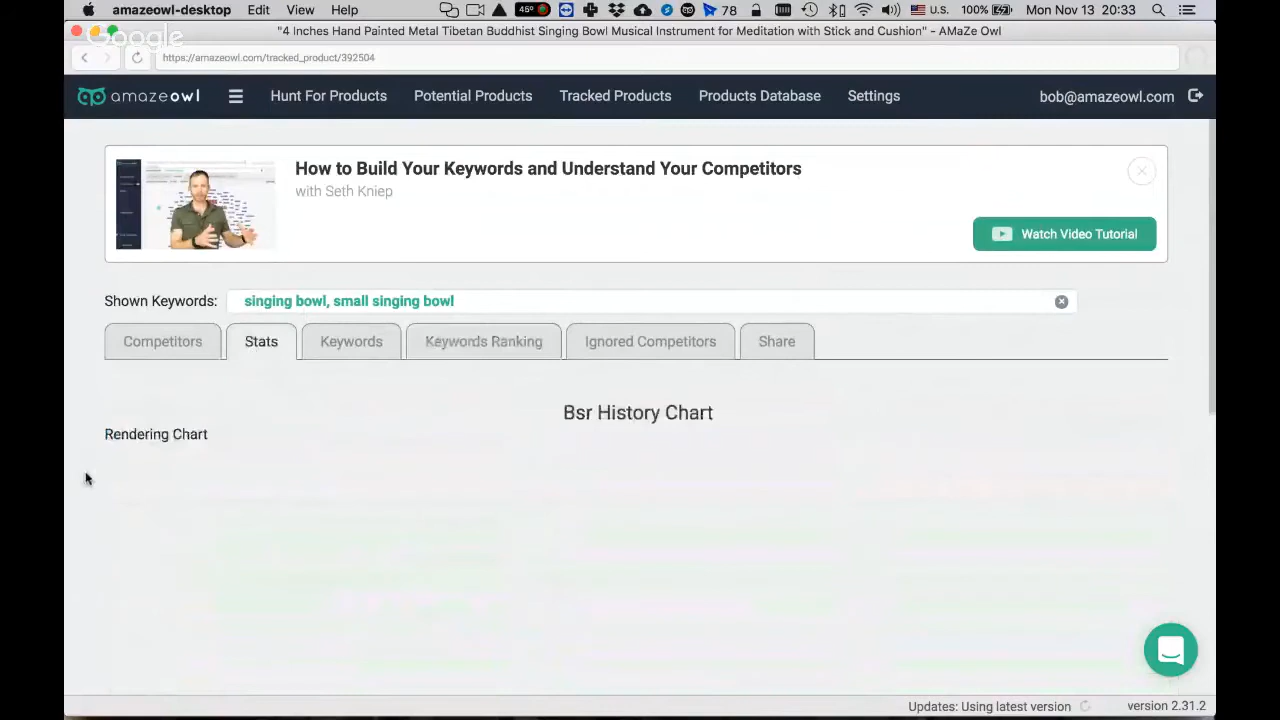 amazeowl-desktop Edit View Help 45° 78 U.S. 100% Mon Nov 13 20:33
Google
"4 Inches Hand Painted Metal Tibetan Buddhist Singing Bowl Musical Instrument for Meditation with Stick and Cushion" - AMaZe Owl
https://amazeowl.com/tracked_product/392504
amazeowl Hunt For Products Potential Products Tracked Products Products Database Settings bob@amazeowl.com
How to Build Your Keywords and Understand Your Competitors
with Seth Kniep
Watch Video Tutorial
Shown Keywords: singing bowl, small singing bowl
Competitors Stats Keywords Keywords Ranking Ignored Competitors Share
Bsr History Chart
Rendering Chart
Updates: Using latest version version 2.31.2